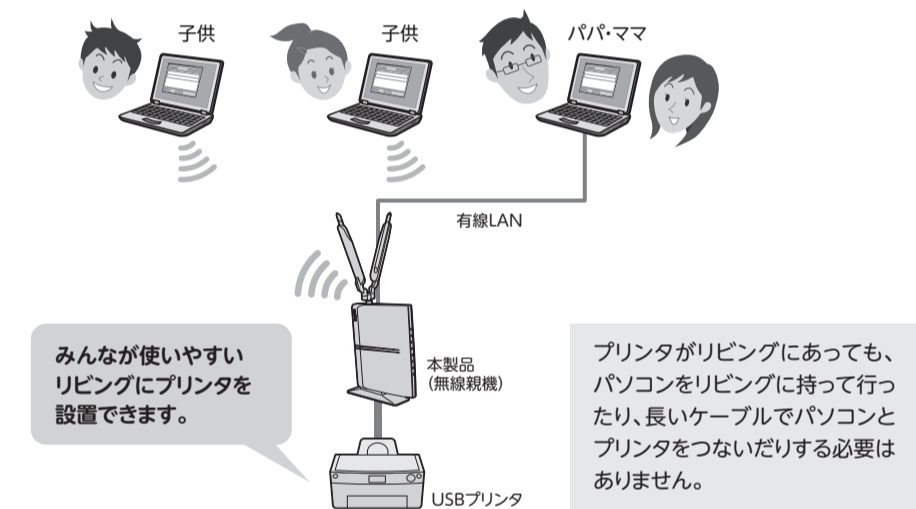 子供
子供
パパ・ママ
有線LAN
みんなが使いやすい
リビングにプリンタを
設置できます。
本製品
（無線親機）
USBプリンタ
プリンタがリビングにあっても、
パソコンをリビングに持って行っ
たり、長いケーブルでパソコンと
プリンタをつないだりする必要は
ありません。